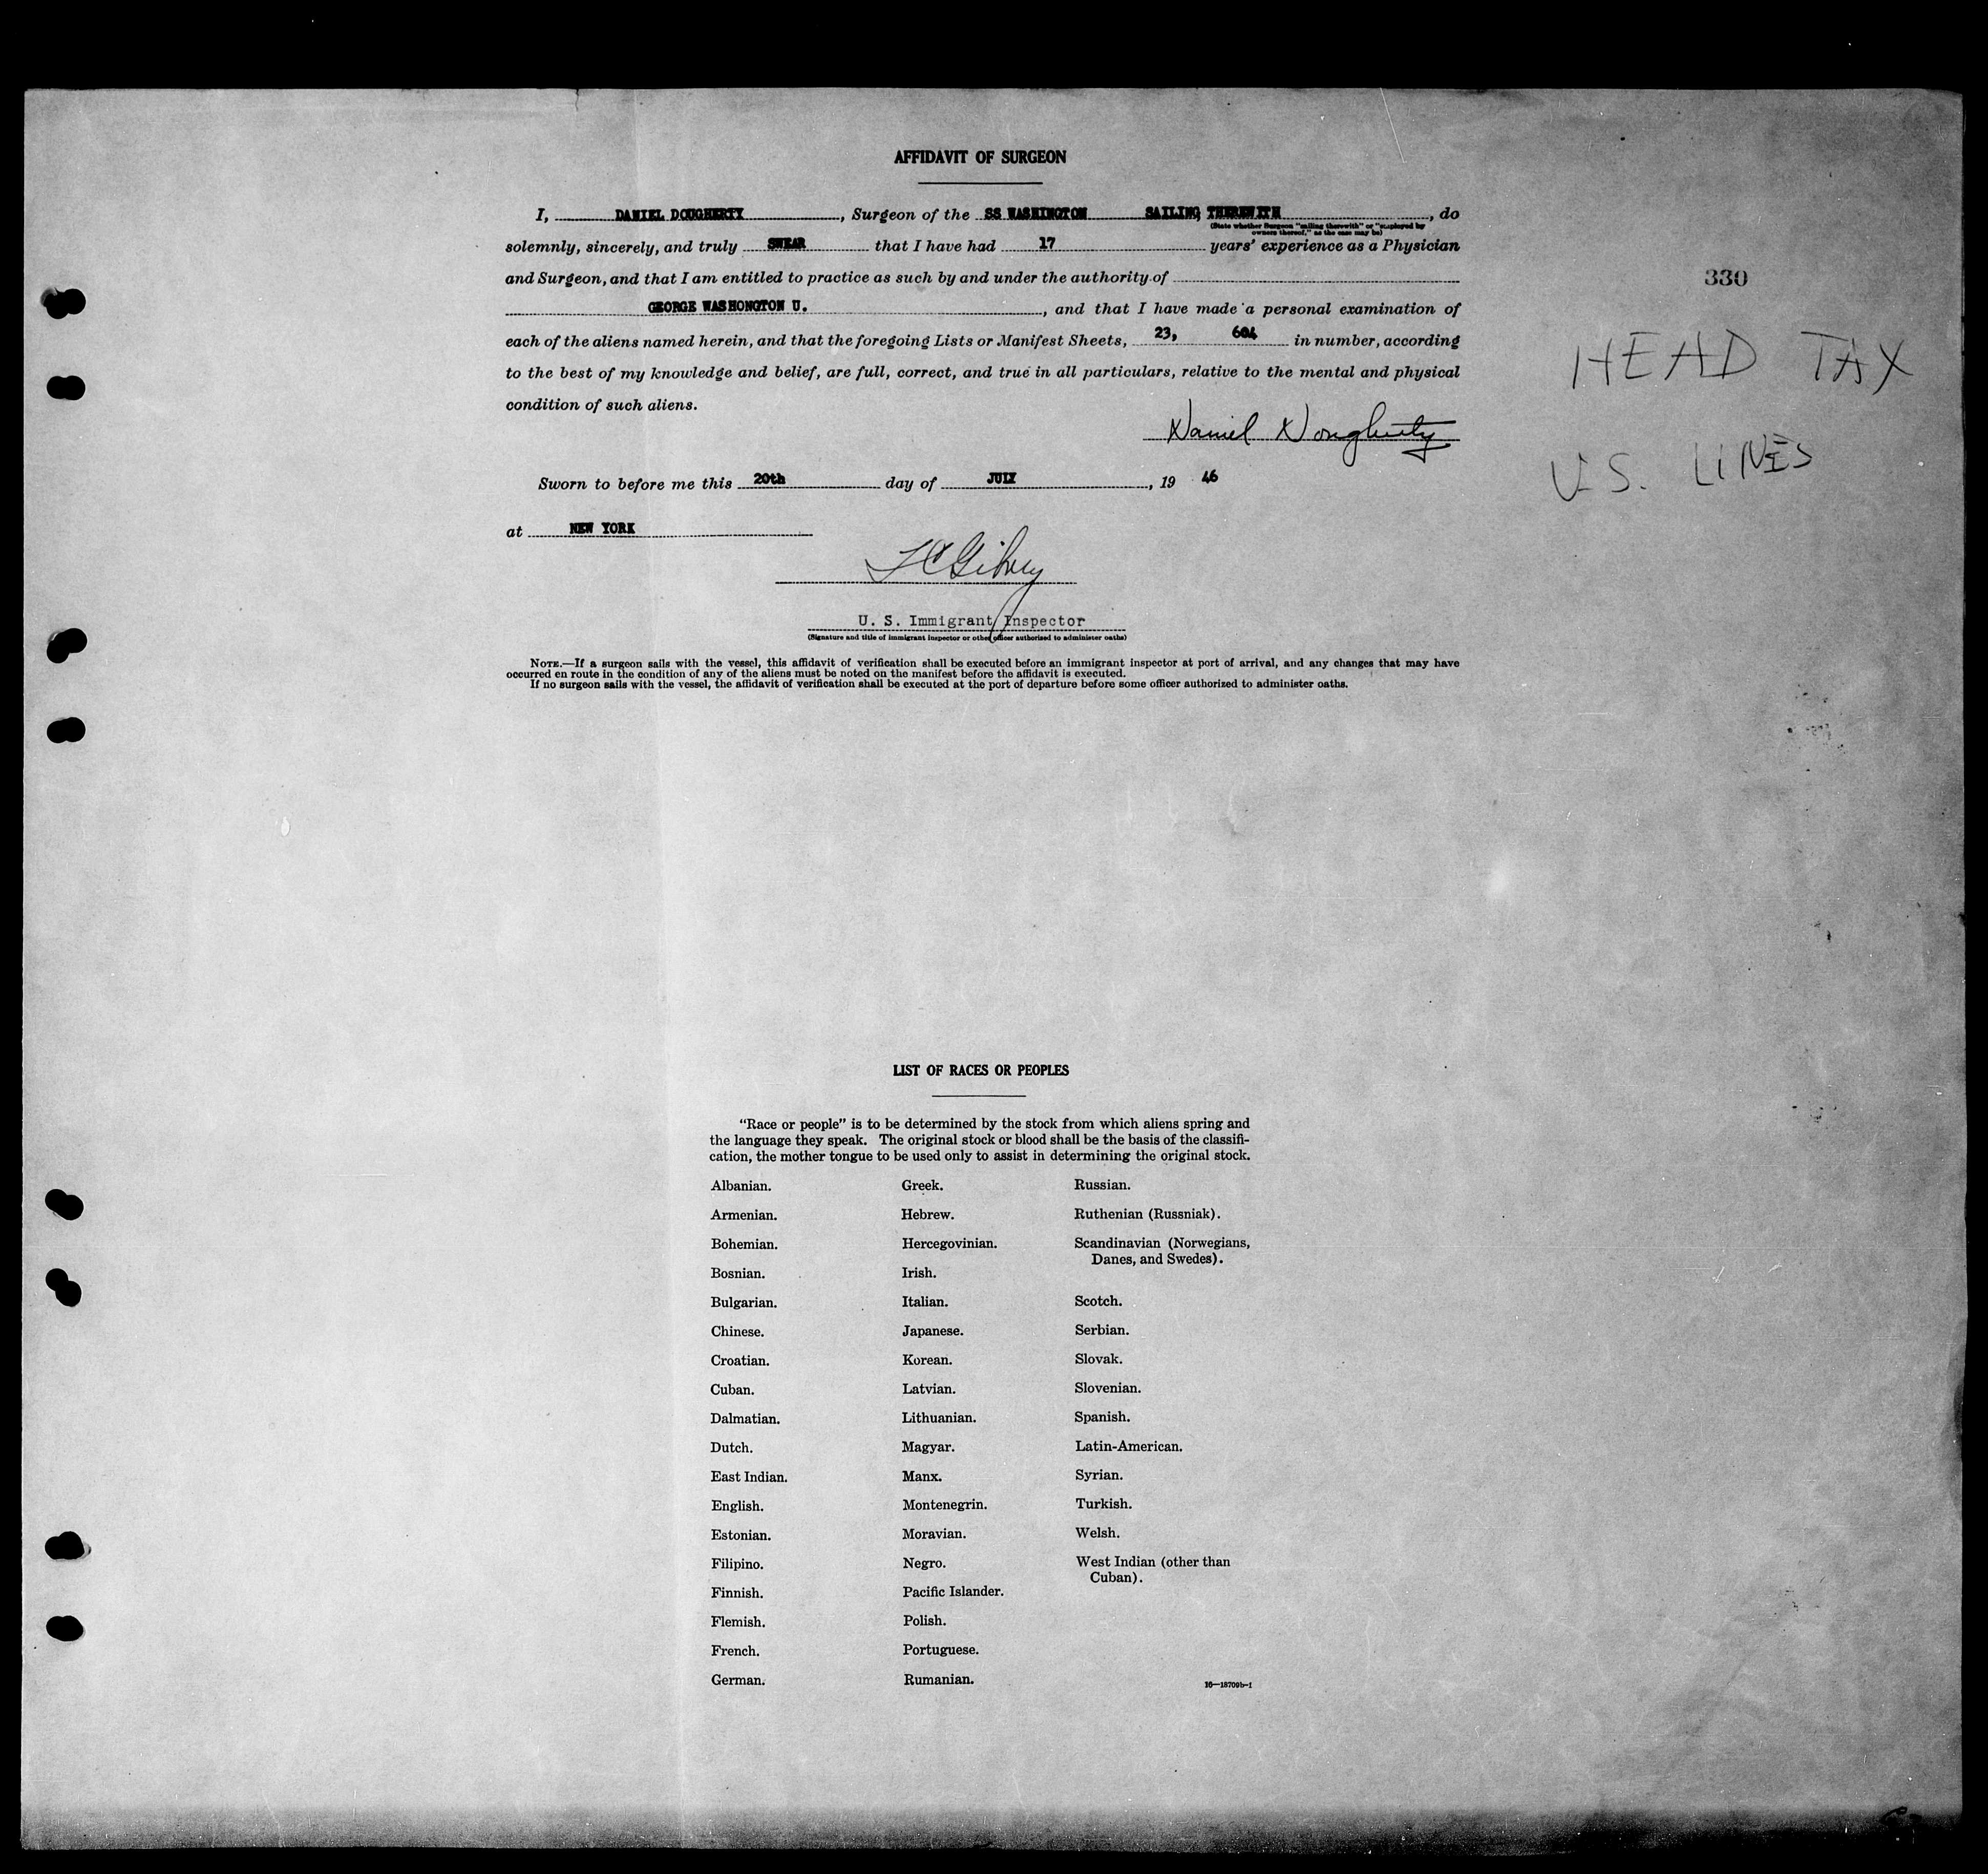 AFFIDAVIT OF SURGEON
I, DANIEL DOUGHERTY, Surgeon of the SS WASHINGTON SAILING THEREWITH, do
(State whether Surgeon "sailing therewith" or "employed by
owners thereof," as the case may be)
solemnly, sincerely, and truly SWEAR that I have had 17 years' experience as a Physician
and Surgeon, and that I am entitled to practice as such by and under the authority of
GEORGE WASHONGTON U., and that I have made a personal examination of
each of the aliens named herein, and that the foregoing Lists or Manifest Sheets, 23, 604 in number, according
to the best of my knowledge and belief, are full, correct, and true in all particulars, relative to the mental and physical
condition of such aliens.
Daniel Dougherty
Sworn to before me this 20th day of JULY, 19 46
at NEW YORK
U. S. Immigrant Inspector
(Signature and title of immigrant inspector or other officer authorized to administer oaths)
NOTE.—If a surgeon sails with the vessel, this affidavit of verification shall be executed before an immigrant inspector at port of arrival, and any changes that may have
occurred en route in the condition of any of the aliens must be noted on the manifest before the affidavit is executed.
If no surgeon sails with the vessel, the affidavit of verification shall be executed at the port of departure before some officer authorized to administer oaths.
330
HEAD TAX
U.S. LINES
LIST OF RACES OR PEOPLES
"Race or people" is to be determined by the stock from which aliens spring and
the language they speak. The original stock or blood shall be the basis of the classifi-
cation, the mother tongue to be used only to assist in determining the original stock.
Albanian.
Armenian.
Bohemian.
Bosnian.
Bulgarian.
Chinese.
Croatian.
Cuban.
Dalmatian.
Dutch.
East Indian.
English.
Estonian.
Filipino.
Finnish.
Flemish.
French.
German.
Greek.
Hebrew.
Hercegovinian.
Irish.
Italian.
Japanese.
Korean.
Latvian.
Lithuanian.
Magyar.
Manx.
Montenegrin.
Moravian.
Negro.
Pacific Islander.
Polish.
Portuguese.
Rumanian.
Russian.
Ruthenian (Russniak).
Scandinavian (Norwegians,
Danes, and Swedes).
Scotch.
Serbian.
Slovak.
Slovenian.
Spanish.
Latin-American.
Syrian.
Turkish.
Welsh.
West Indian (other than
Cuban).
16—18709b-1